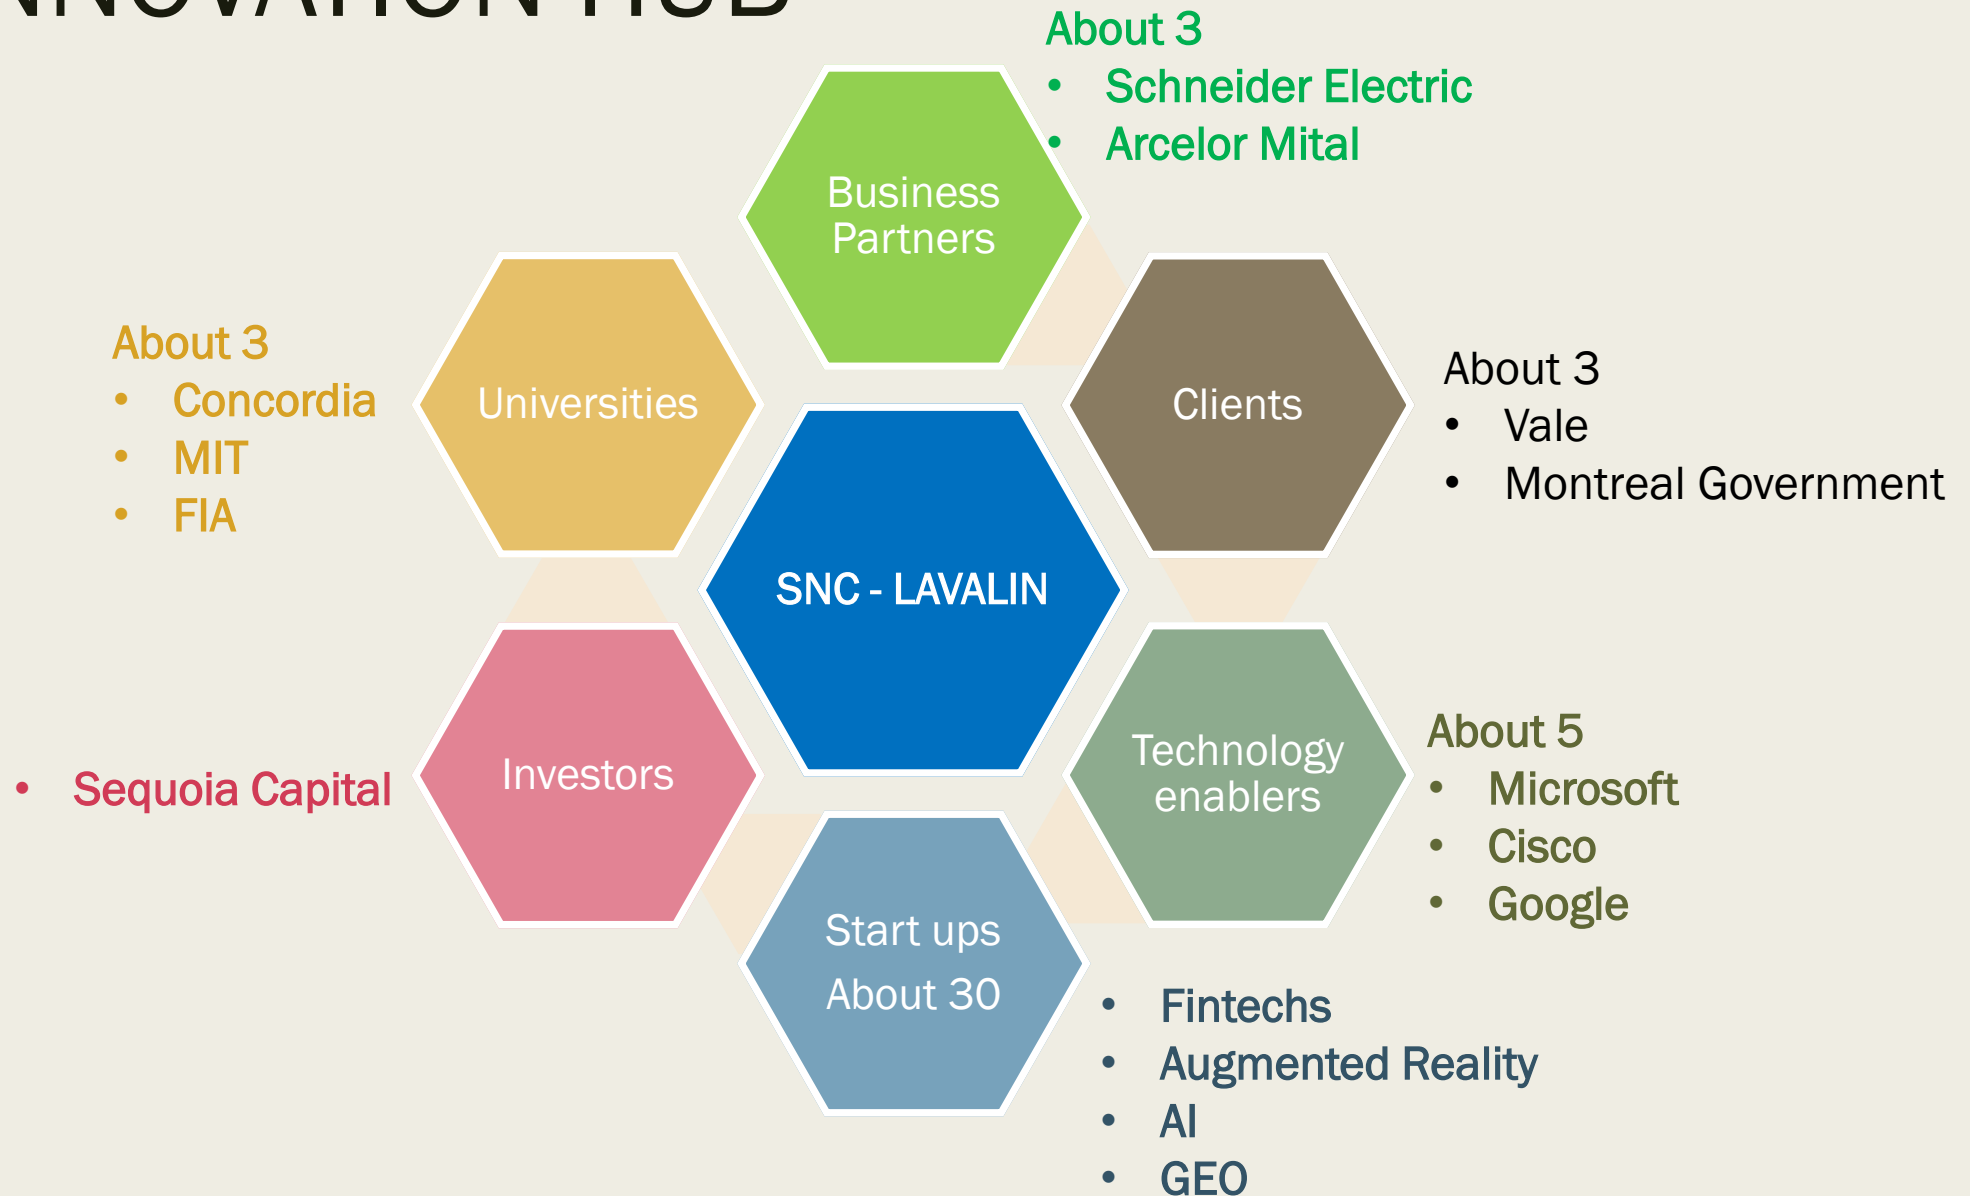 INNOVATION HUB
About 3
• Schneider Electric
• Arcelor Mital
Business
Partners
Universities
About 3
• Concordia
• MIT
• FIA
Clients
About 3
• Vale
• Montreal Government
SNC - LAVALIN
Investors
• Sequoia Capital
Technology
enablers
About 5
• Microsoft
• Cisco
• Google
Start ups
About 30
• Fintechs
• Augmented Reality
• AI
• GEO